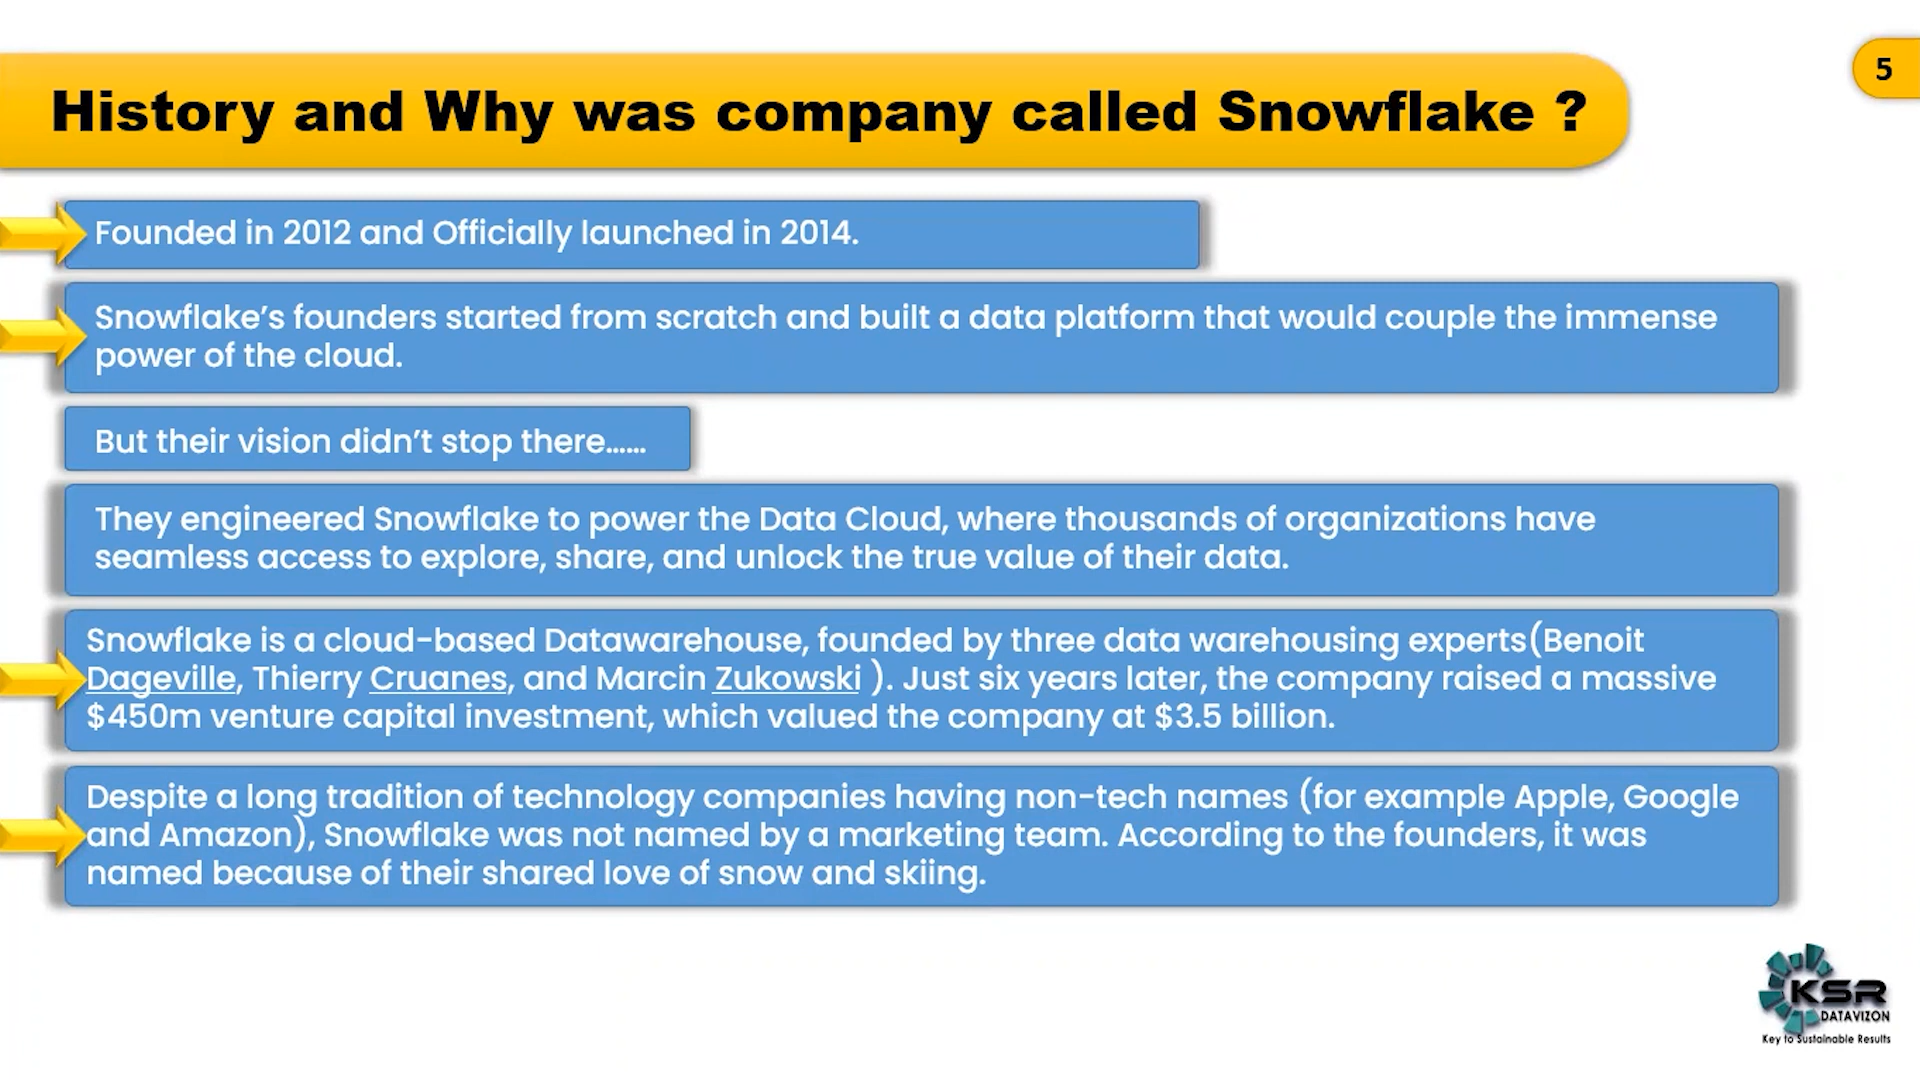 5
History and Why was company called Snowflake ?
Founded in 2012 and Officially launched in 2014.
Snowflake’s founders started from scratch and built a data platform that would couple the immense
power of the cloud.
But their vision didn’t stop there......
They engineered Snowflake to power the Data Cloud, where thousands of organizations have
seamless access to explore, share, and unlock the true value of their data.
Snowflake is a cloud-based Datawarehouse, founded by three data warehousing experts(Benoit
Dageville, Thierry Cruanes, and Marcin Zukowski ). Just six years later, the company raised a massive
$450m venture capital investment, which valued the company at $3.5 billion.
Despite a long tradition of technology companies having non-tech names (for example Apple, Google
and Amazon), Snowflake was not named by a marketing team. According to the founders, it was
named because of their shared love of snow and skiing.
KSR
DATAVIZON
Key to Sustainable Results